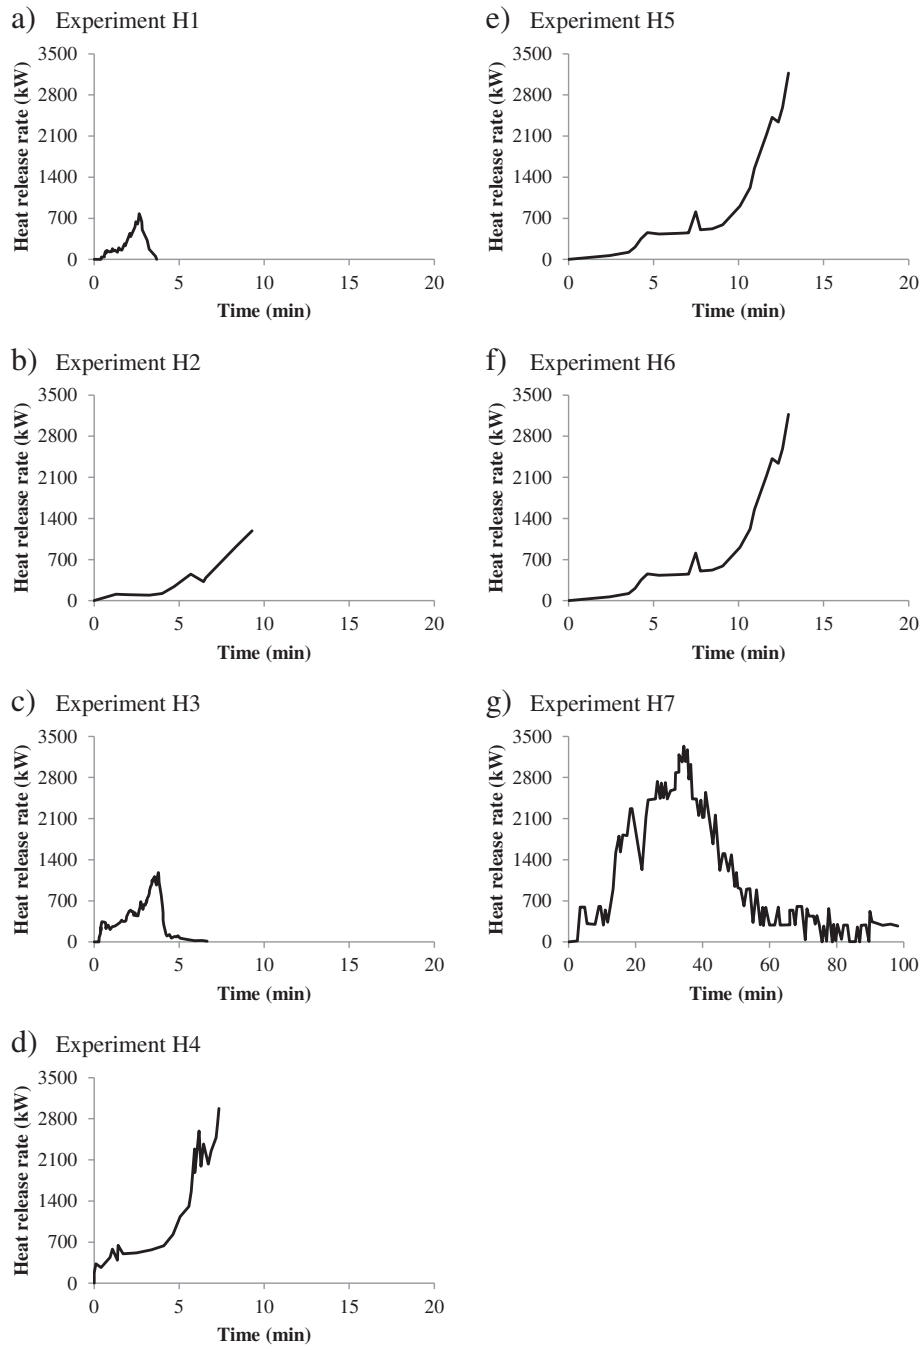 a) Experiment H1
Heat release rate (kW)
3500
2800
2100
1400
700
0
0 5 10 15 20
Time (min)
b) Experiment H2
Heat release rate (kW)
3500
2800
2100
1400
700
0
0 5 10 15 20
Time (min)
c) Experiment H3
Heat release rate (kW)
3500
2800
2100
1400
700
0
0 5 10 15 20
Time (min)
d) Experiment H4
Heat release rate (kW)
3500
2800
2100
1400
700
0
0 5 10 15 20
Time (min)
e) Experiment H5
Heat release rate (kW)
3500
2800
2100
1400
700
0
0 5 10 15 20
Time (min)
f) Experiment H6
Heat release rate (kW)
3500
2800
2100
1400
700
0
0 5 10 15 20
Time (min)
g) Experiment H7
Heat release rate (kW)
3500
2800
2100
1400
700
0
0 20 40 60 80 100
Time (min)